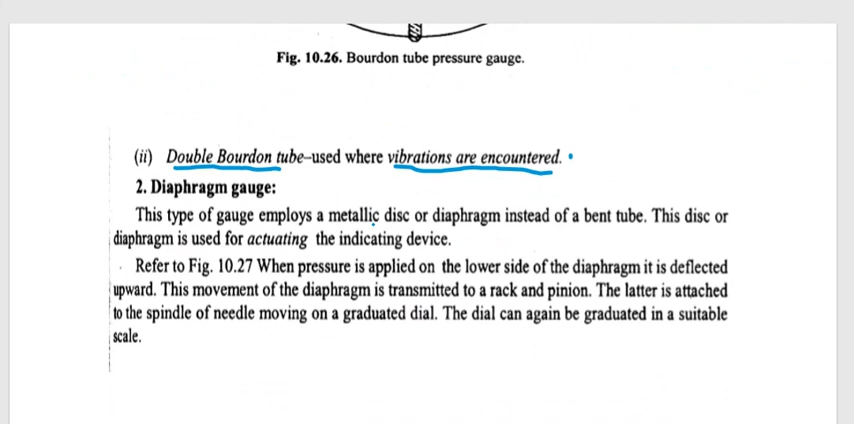 Fig. 10.26. Bourdon tube pressure gauge.
(ii) Double Bourdon tube–used where vibrations are encountered.
2. Diaphragm gauge:
This type of gauge employs a metallic disc or diaphragm instead of a bent tube. This disc or
diaphragm is used for actuating the indicating device.
Refer to Fig. 10.27 When pressure is applied on the lower side of the diaphragm it is deflected
upward. This movement of the diaphragm is transmitted to a rack and pinion. The latter is attached
to the spindle of needle moving on a graduated dial. The dial can again be graduated in a suitable
scale.